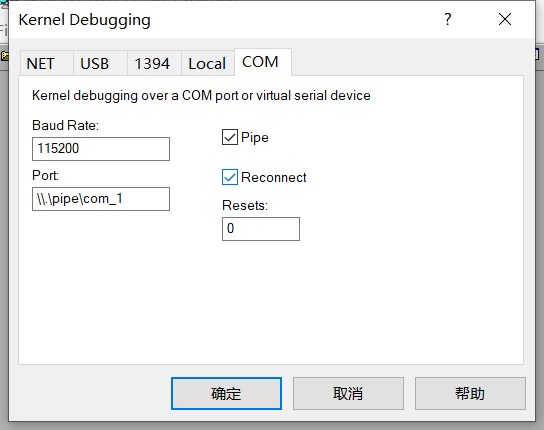 Kernel Debugging
?
NET
USB
1394
Local
COM
Kernel debugging over a COM port or virtual serial device
Baud Rate:
115200
Pipe
Port:
\\.\pipe\com_1
Reconnect
Resets:
0
确定
取消
帮助